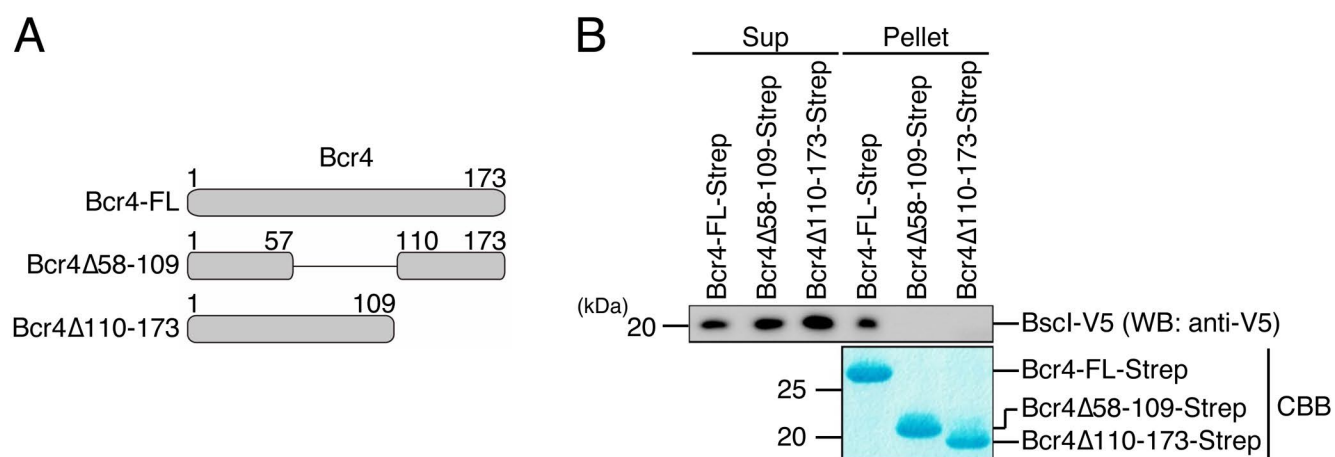 A
Bcr4
1 173
Bcr4-FL
1 57 110 173
Bcr4Δ58-109
1 109
Bcr4Δ110-173
B
Sup Pellet
Bcr4-FL-Strep
Bcr4Δ58-109-Strep
Bcr4Δ110-173-Strep
Bcr4-FL-Strep
Bcr4Δ58-109-Strep
Bcr4Δ110-173-Strep
(kDa)
20 BscI-V5 (WB: anti-V5)
Bcr4-FL-Strep
25
Bcr4Δ58-109-Strep
CBB
20 Bcr4Δ110-173-Strep